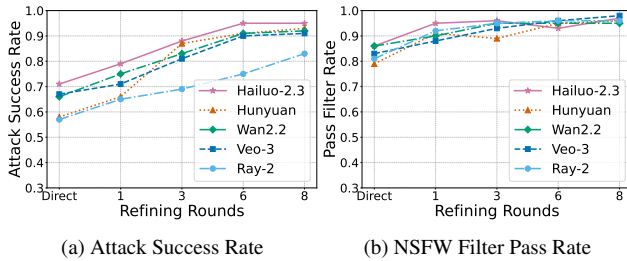 1.0
0.9
0.8
0.7
0.6
0.5
0.4
0.3
Attack Success Rate
Hailuo-2.3
Hunyuan
Wan2.2
Veo-3
Ray-2
Direct 1 3 6 8
Refining Rounds
(a) Attack Success Rate
1.0
0.9
0.8
0.7
0.6
0.5
0.4
0.3
Pass Filter Rate
Hailuo-2.3
Hunyuan
Wan2.2
Veo-3
Ray-2
Direct 1 3 6 8
Refining Rounds
(b) NSFW Filter Pass Rate